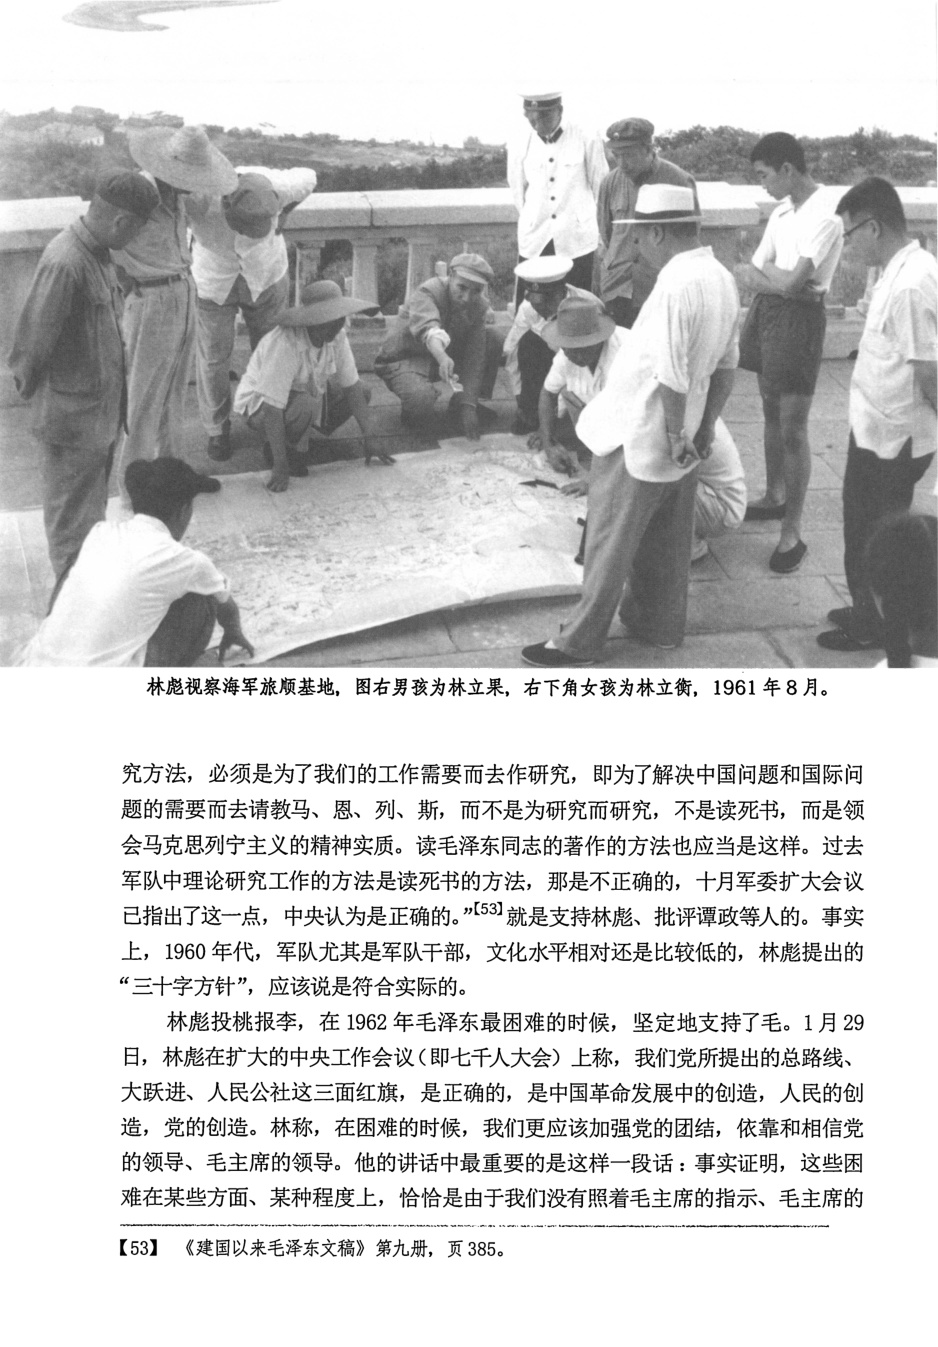 林彪视察海军旅顺基地，图右男孩为林立果，右下角女孩为林立衡，1961年8月。
究方法，必须是为了我们的工作需要而去作研究，即为了解决中国问题和国际问
题的需要而去请教马、恩、列、斯，而不是为研究而研究，不是读死书，而是领
会马克思列宁主义的精神实质。读毛泽东同志的著作的方法也应当是这样。过去
军队中理论研究工作的方法是读死书的方法，那是不正确的，十月军委扩大会议
已指出了这一点，中央认为是正确的。”【53】就是支持林彪、批评谭政等人的。事实
上，1960年代，军队尤其是军队干部，文化水平相对还是比较低的，林彪提出的
“三十字方针”，应该说是符合实际的。
林彪投桃报李，在1962年毛泽东最困难的时候，坚定地支持了毛。1月29
日，林彪在扩大的中央工作会议（即七千人大会）上称，我们党所提出的总路线、
大跃进、人民公社这三面红旗，是正确的，是中国革命发展中的创造，人民的创
造，党的创造。林称，在困难的时候，我们更应该加强党的团结，依靠和相信党
的领导、毛主席的领导。他的讲话中最重要的是这样一段话：事实证明，这些困
难在某些方面、某种程度上，恰恰是由于我们没有照着毛主席的指示、毛主席的
【53】 《建国以来毛泽东文稿》第九册，页385。